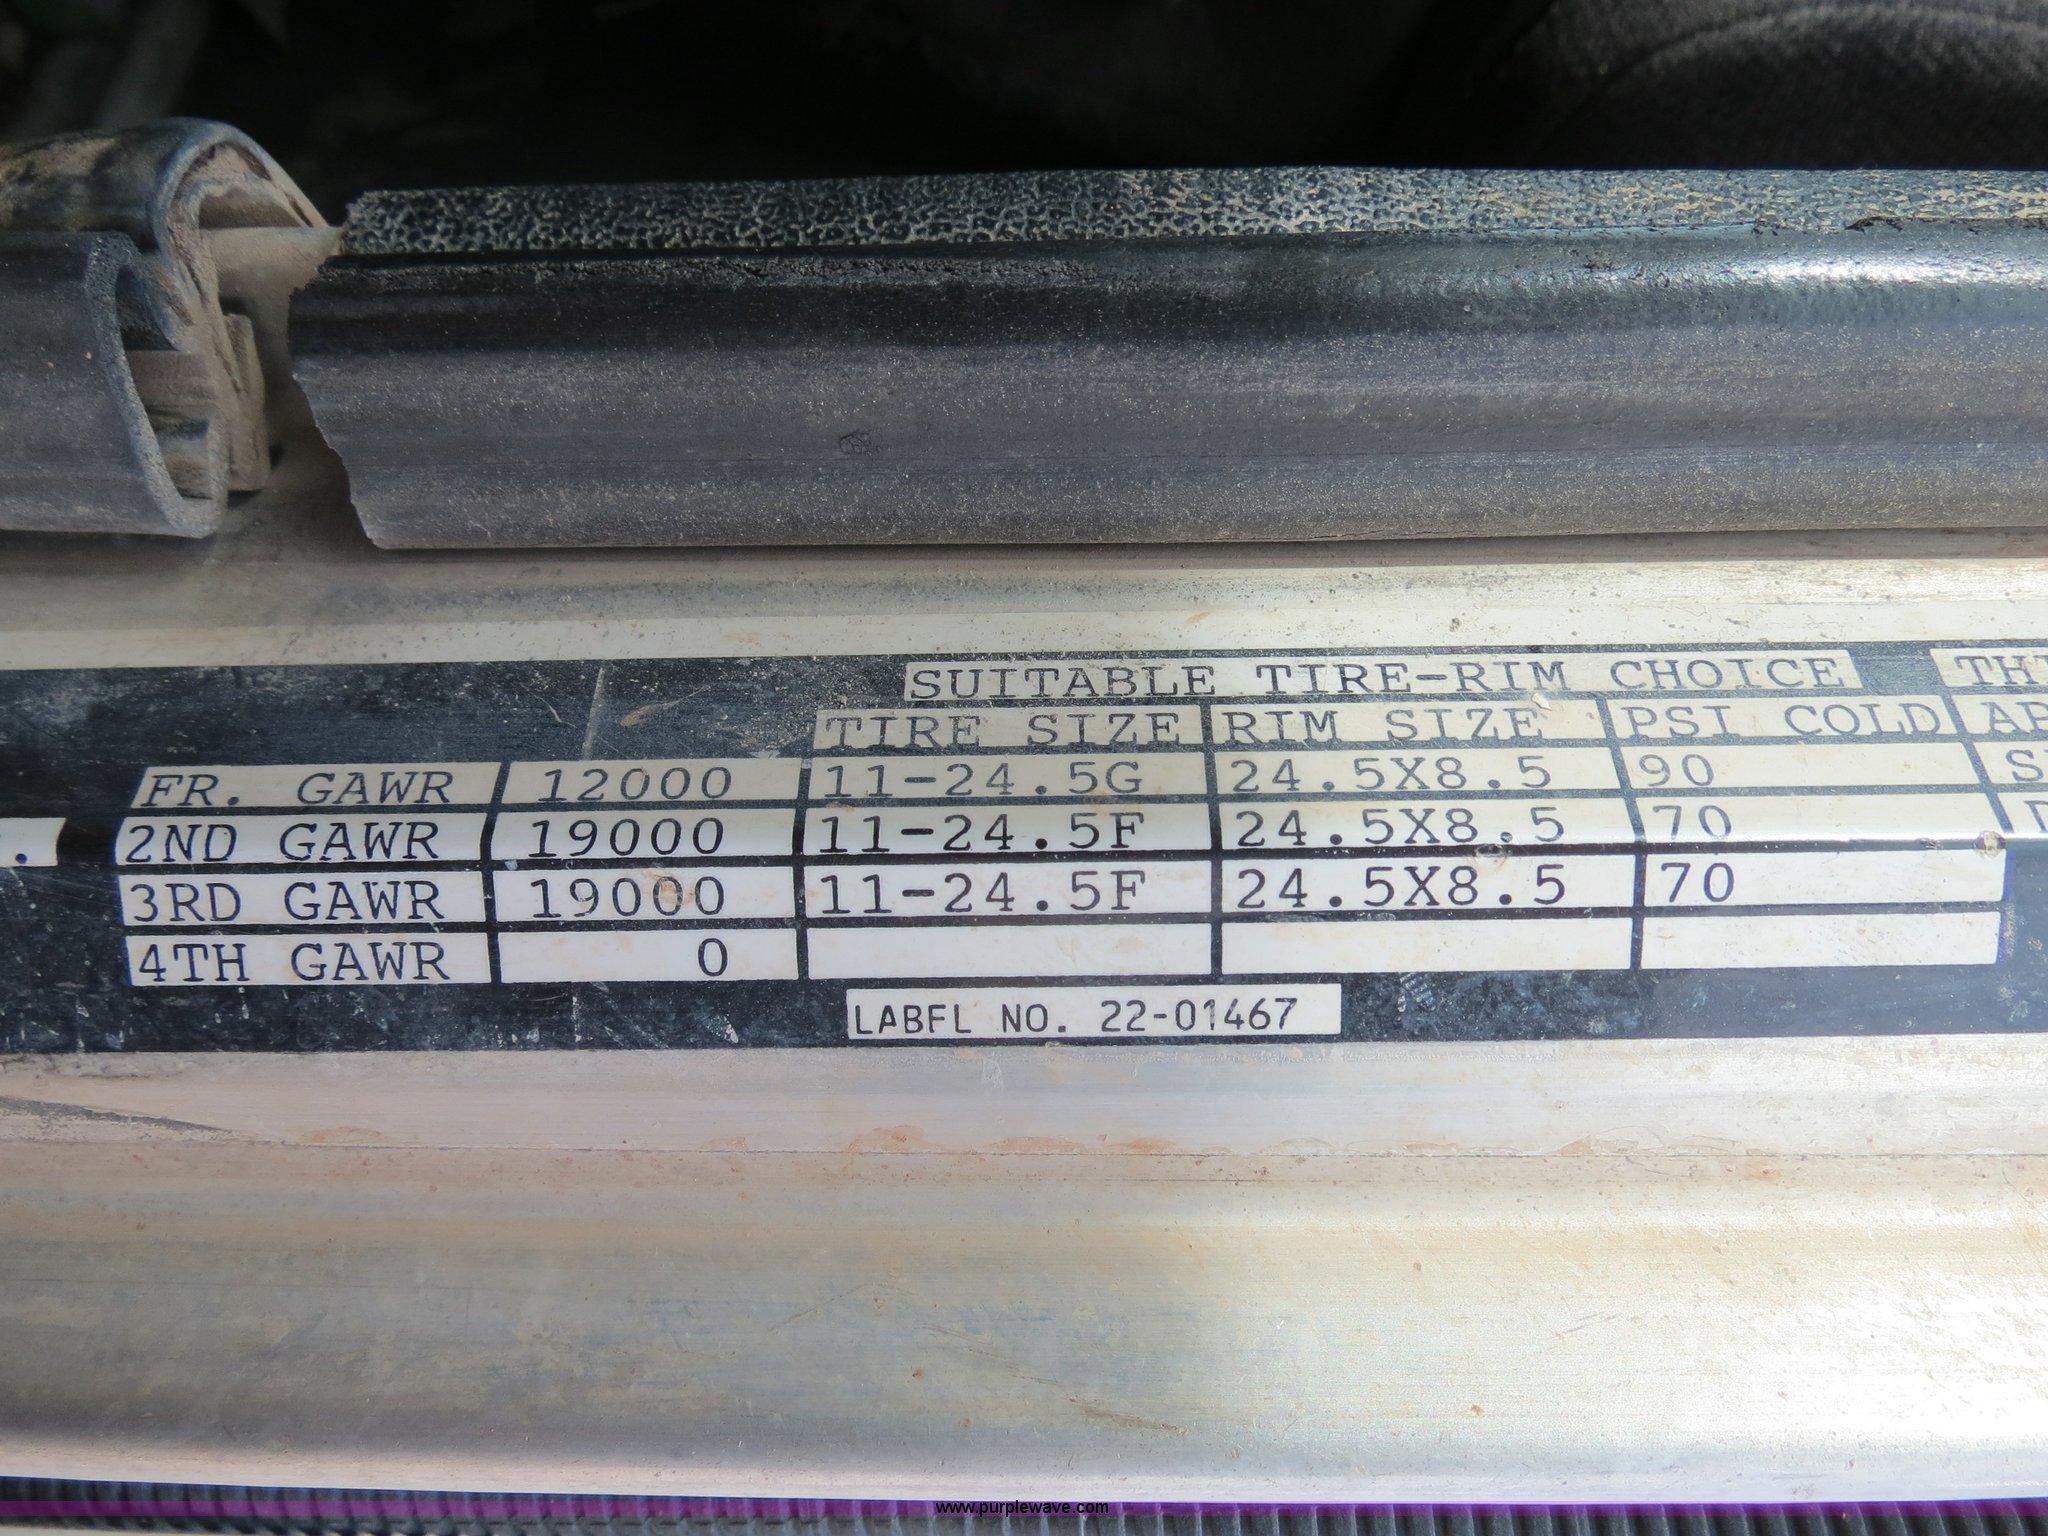 SUITABLE TIRE-RIM CHOICE
TIRE SIZE RIM SIZE PSI COLD
FR. GAWR 12000 11-24.5G 24.5X8.5 90
2ND GAWR 19000 11-24.5F 24.5X8.5 70
3RD GAWR 19000 11-24.5F 24.5X8.5 70
4TH GAWR 0
LABEL NO. 22-01467
www.purplewave.com